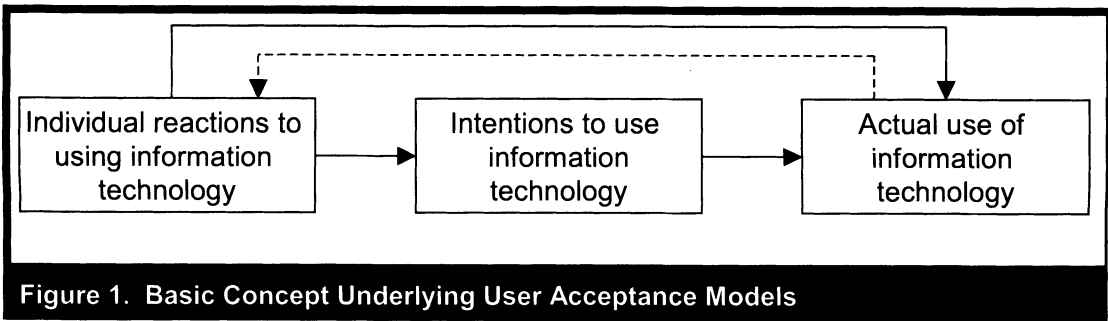 Individual reactions to
using information
technology
Intentions to use
information
technology
Actual use of
information
technology
Figure 1. Basic Concept Underlying User Acceptance Models